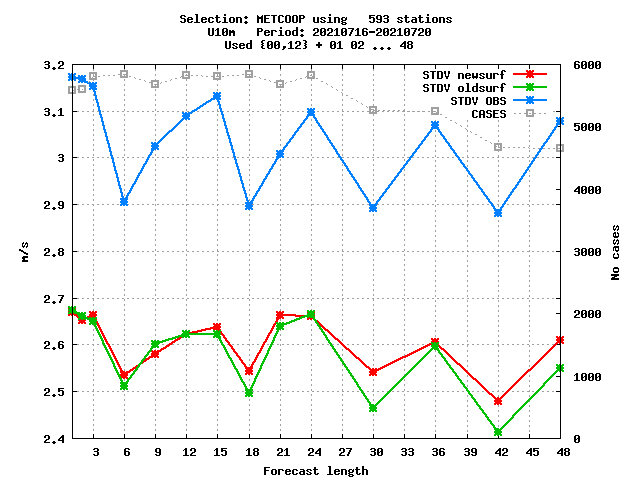 Selection: METCOOP using   593 stations
U10m   Period: 20210716-20210720
Used {00,12} + 01 02 ... 48
STDV newsurf
STDV oldsurf
STDV OBS
CASES
3.2
3.1
3
2.9
2.8
2.7
2.6
2.5
2.4
m/s
6000
5000
4000
3000
2000
1000
0
No cases
3 6 9 12 15 18 21 24 27 30 33 36 39 42 45 48
Forecast length